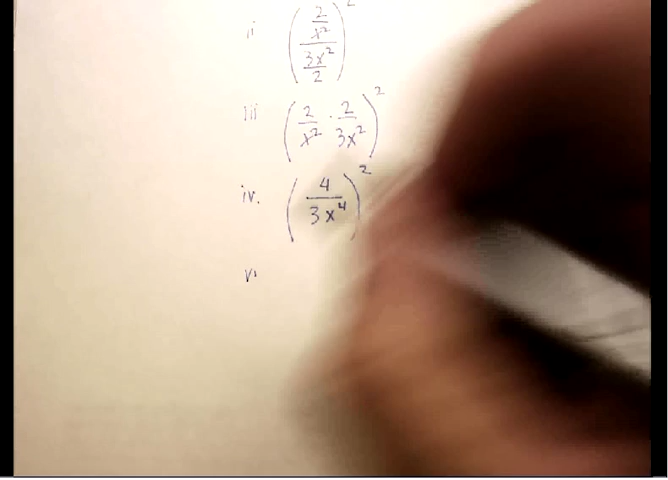 ii ( 2/x² / 3x²/2 )²
iii ( 2/x² · 2/3x² )²
iv. ( 4/3x⁴ )²
v.